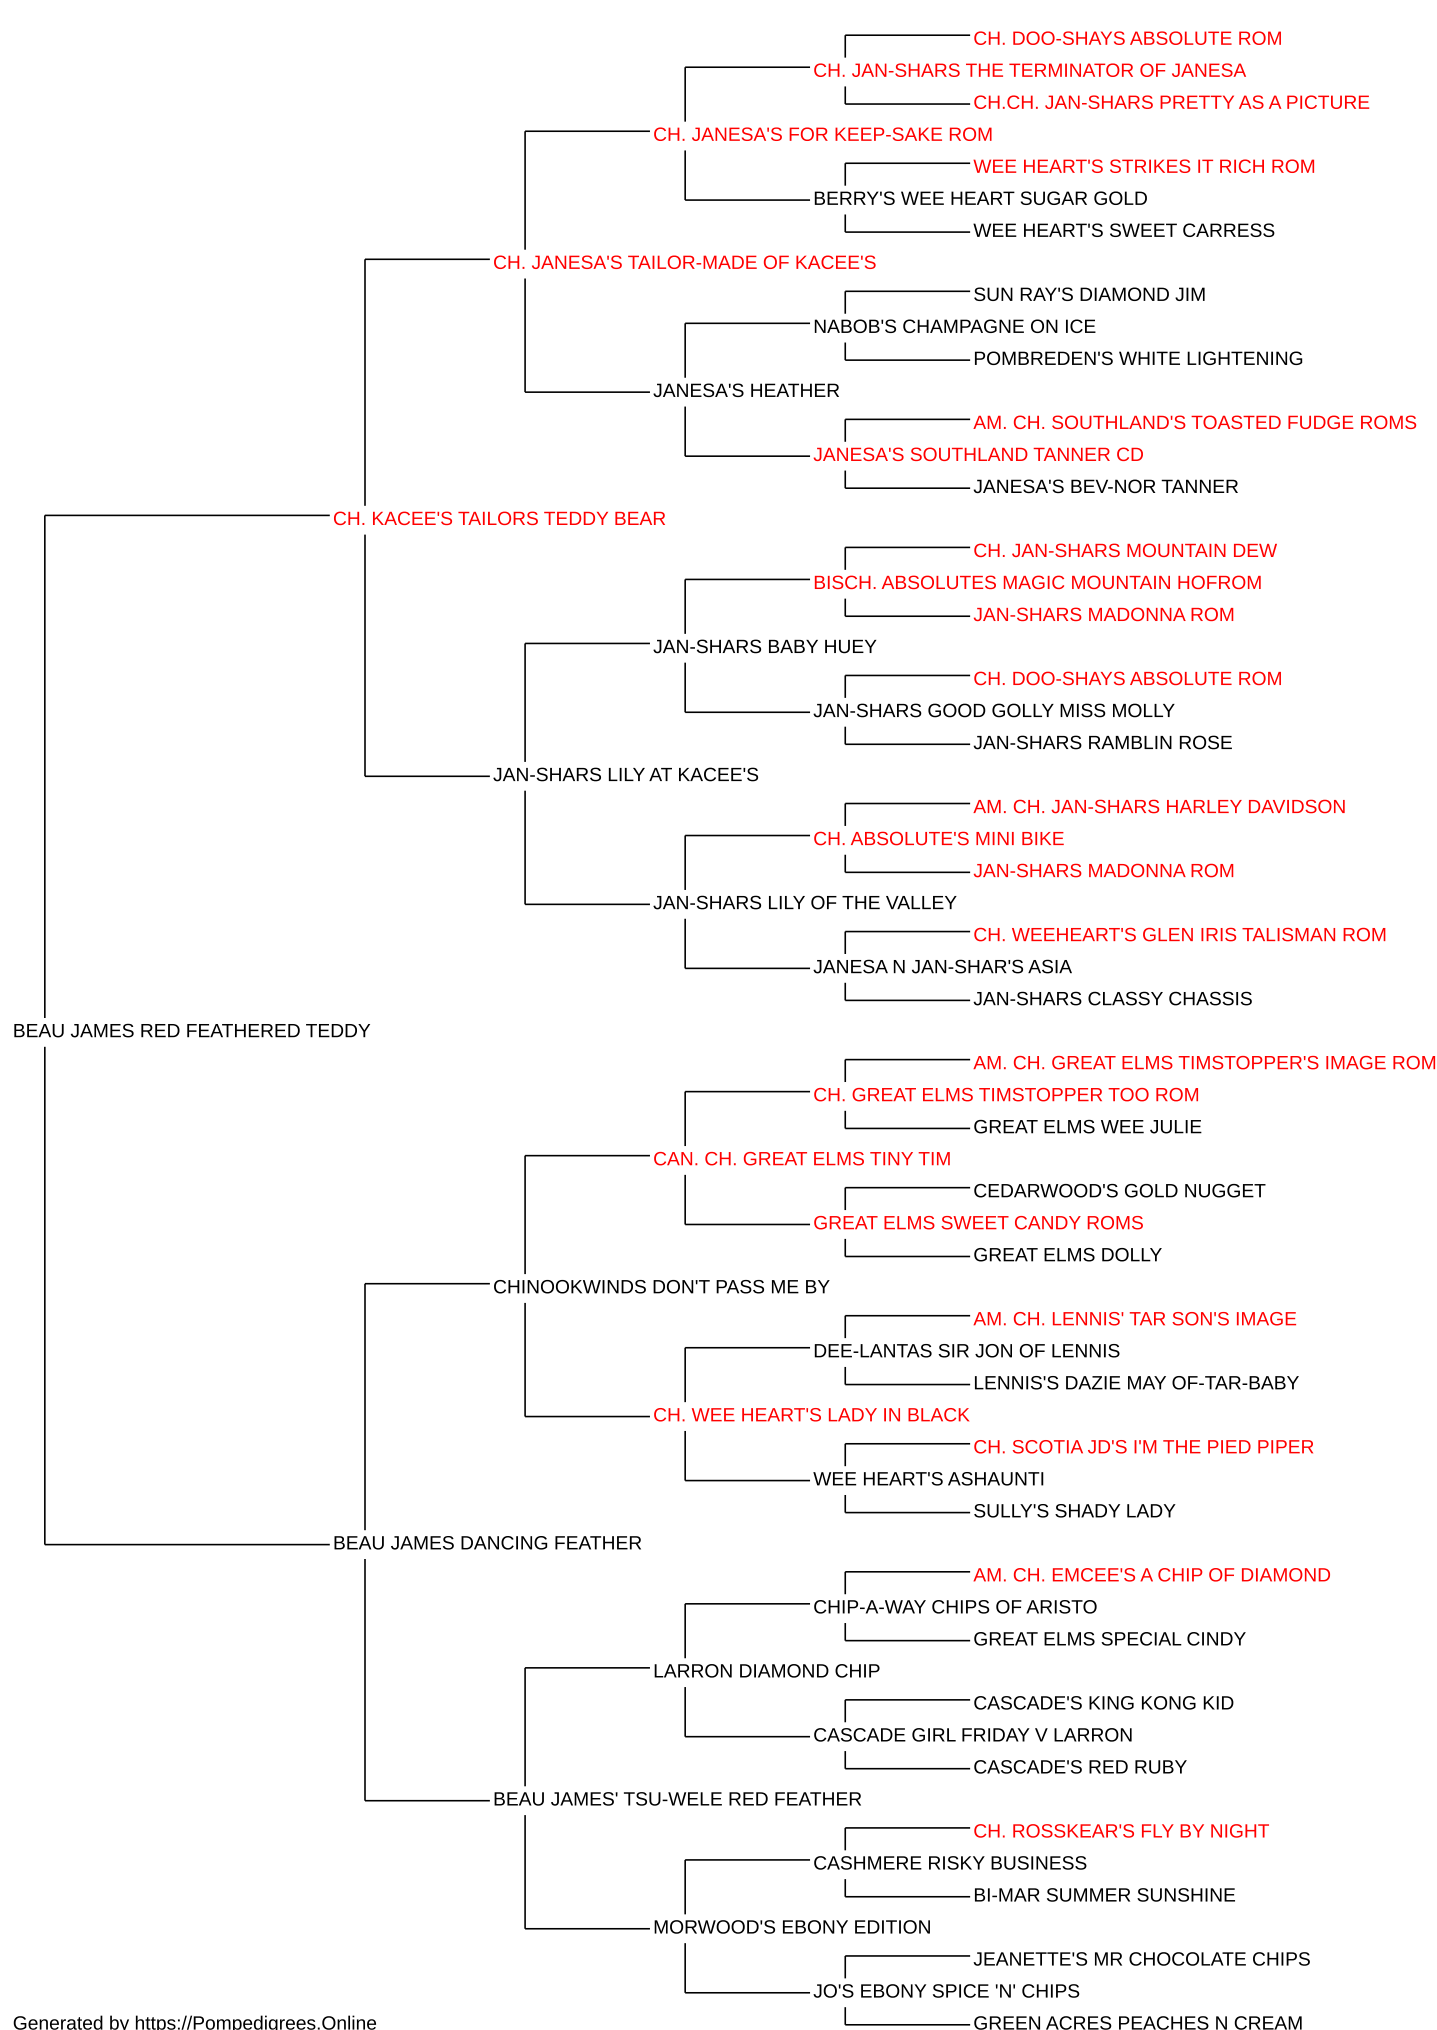 CH. DOO-SHAYS ABSOLUTE ROM
CH. JAN-SHARS THE TERMINATOR OF JANESA
CH.CH. JAN-SHARS PRETTY AS A PICTURE
CH. JANESA'S FOR KEEP-SAKE ROM
WEE HEART'S STRIKES IT RICH ROM
BERRY'S WEE HEART SUGAR GOLD
WEE HEART'S SWEET CARRESS
CH. JANESA'S TAILOR-MADE OF KACEE'S
SUN RAY'S DIAMOND JIM
NABOB'S CHAMPAGNE ON ICE
POMBREDEN'S WHITE LIGHTENING
JANESA'S HEATHER
AM. CH. SOUTHLAND'S TOASTED FUDGE ROMS
JANESA'S SOUTHLAND TANNER CD
JANESA'S BEV-NOR TANNER
CH. KACEE'S TAILORS TEDDY BEAR
CH. JAN-SHARS MOUNTAIN DEW
BISCH. ABSOLUTES MAGIC MOUNTAIN HOFROM
JAN-SHARS MADONNA ROM
JAN-SHARS BABY HUEY
CH. DOO-SHAYS ABSOLUTE ROM
JAN-SHARS GOOD GOLLY MISS MOLLY
JAN-SHARS RAMBLIN ROSE
JAN-SHARS LILY AT KACEE'S
AM. CH. JAN-SHARS HARLEY DAVIDSON
CH. ABSOLUTE'S MINI BIKE
JAN-SHARS MADONNA ROM
JAN-SHARS LILY OF THE VALLEY
CH. WEEHEART'S GLEN IRIS TALISMAN ROM
JANESA N JAN-SHAR'S ASIA
JAN-SHARS CLASSY CHASSIS
BEAU JAMES RED FEATHERED TEDDY
AM. CH. GREAT ELMS TIMSTOPPER'S IMAGE ROM
CH. GREAT ELMS TIMSTOPPER TOO ROM
GREAT ELMS WEE JULIE
CAN. CH. GREAT ELMS TINY TIM
CEDARWOOD'S GOLD NUGGET
GREAT ELMS SWEET CANDY ROMS
GREAT ELMS DOLLY
CHINOOKWINDS DON'T PASS ME BY
AM. CH. LENNIS' TAR SON'S IMAGE
DEE-LANTAS SIR JON OF LENNIS
LENNIS'S DAZIE MAY OF-TAR-BABY
CH. WEE HEART'S LADY IN BLACK
CH. SCOTIA JD'S I'M THE PIED PIPER
WEE HEART'S ASHAUNTI
SULLY'S SHADY LADY
BEAU JAMES DANCING FEATHER
AM. CH. EMCEE'S A CHIP OF DIAMOND
CHIP-A-WAY CHIPS OF ARISTO
GREAT ELMS SPECIAL CINDY
LARRON DIAMOND CHIP
CASCADE'S KING KONG KID
CASCADE GIRL FRIDAY V LARRON
CASCADE'S RED RUBY
BEAU JAMES' TSU-WELE RED FEATHER
CH. ROSSKEAR'S FLY BY NIGHT
CASHMERE RISKY BUSINESS
BI-MAR SUMMER SUNSHINE
MORWOOD'S EBONY EDITION
JEANETTE'S MR CHOCOLATE CHIPS
JO'S EBONY SPICE 'N' CHIPS
Generated by https://Pompedigrees.Online
GREEN ACRES PEACHES N CREAM